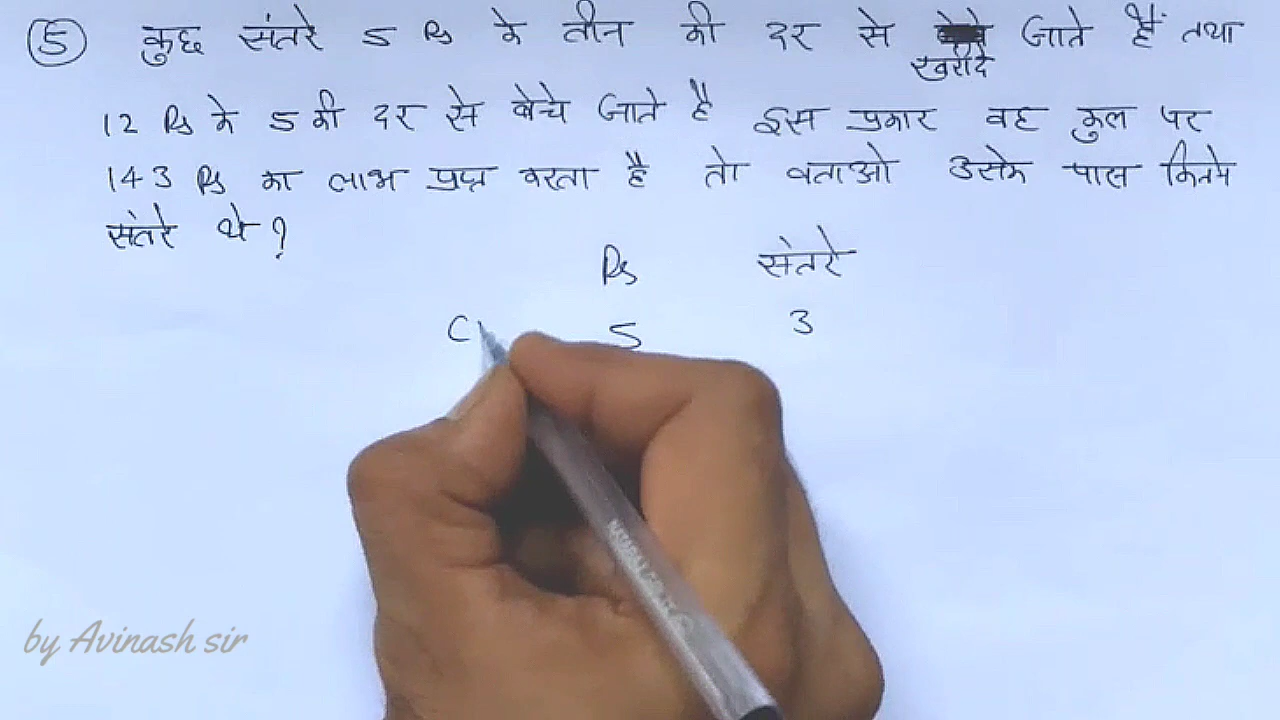 5 कुछ संतरे 5 Rs के तीन की दर से जाते हैं तथा
खरीदे
12 Rs के 5 की दर से बेचे जाते है इस प्रकार वह कुल पर
143 Rs का लाभ प्राप्त करता है तो बताओ उसके पास कितने
संतरे थे ?
Rs संतरे
C 5 3
by Avinash sir